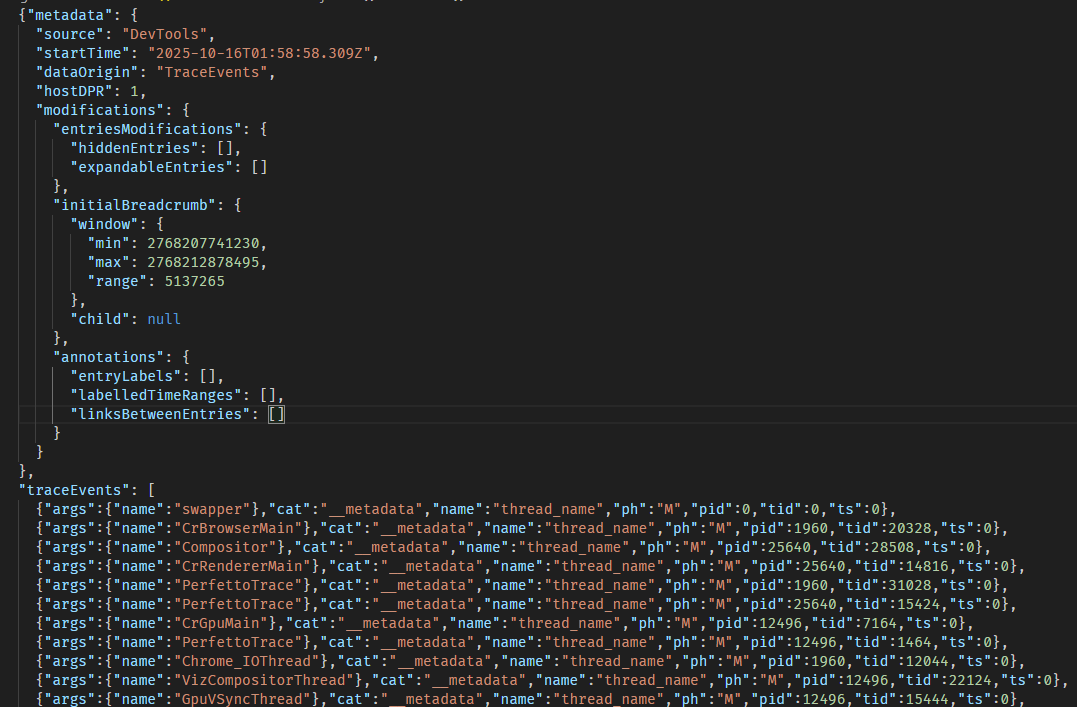 {"metadata": {
"source": "DevTools",
"startTime": "2025-10-16T01:58:58.309Z",
"dataOrigin": "TraceEvents",
"hostDPR": 1,
"modifications": {
"entriesModifications": {
"hiddenEntries": [],
"expandableEntries": []
},
"initialBreadcrumb": {
"window": {
"min": 2768207741230,
"max": 2768212878495,
"range": 5137265
},
"child": null
},
"annotations": {
"entryLabels": [],
"labelledTimeRanges": [],
"linksBetweenEntries": []
}
}
},
"traceEvents": [
{"args":{"name":"swapper"},"cat":"__metadata","name":"thread_name","ph":"M","pid":0,"tid":0,"ts":0},
{"args":{"name":"CrBrowserMain"},"cat":"__metadata","name":"thread_name","ph":"M","pid":1960,"tid":20328,"ts":0},
{"args":{"name":"Compositor"},"cat":"__metadata","name":"thread_name","ph":"M","pid":25640,"tid":28508,"ts":0},
{"args":{"name":"CrRendererMain"},"cat":"__metadata","name":"thread_name","ph":"M","pid":25640,"tid":14816,"ts":0},
{"args":{"name":"PerfettoTrace"},"cat":"__metadata","name":"thread_name","ph":"M","pid":1960,"tid":31028,"ts":0},
{"args":{"name":"PerfettoTrace"},"cat":"__metadata","name":"thread_name","ph":"M","pid":25640,"tid":15424,"ts":0},
{"args":{"name":"CrGpuMain"},"cat":"__metadata","name":"thread_name","ph":"M","pid":12496,"tid":7164,"ts":0},
{"args":{"name":"PerfettoTrace"},"cat":"__metadata","name":"thread_name","ph":"M","pid":12496,"tid":1464,"ts":0},
{"args":{"name":"Chrome_IOThread"},"cat":"__metadata","name":"thread_name","ph":"M","pid":1960,"tid":12044,"ts":0},
{"args":{"name":"VizCompositorThread"},"cat":"__metadata","name":"thread_name","ph":"M","pid":12496,"tid":22124,"ts":0},
{"args":{"name":"GpuVSyncThread"},"cat":"__metadata","name":"thread_name","ph":"M","pid":12496,"tid":15444,"ts":0},